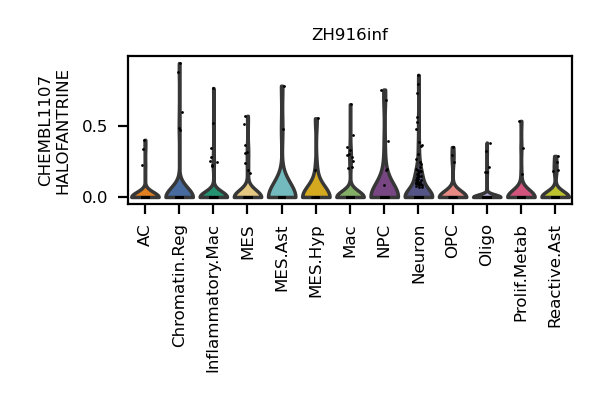 ZH916inf
CHEMBL1107
HALOFANTRINE
0.5
0.0
AC
Chromatin.Reg
Inflammatory.Mac
MES
MES.Ast
MES.Hyp
Mac
NPC
Neuron
OPC
Oligo
Prolif.Metab
Reactive.Ast